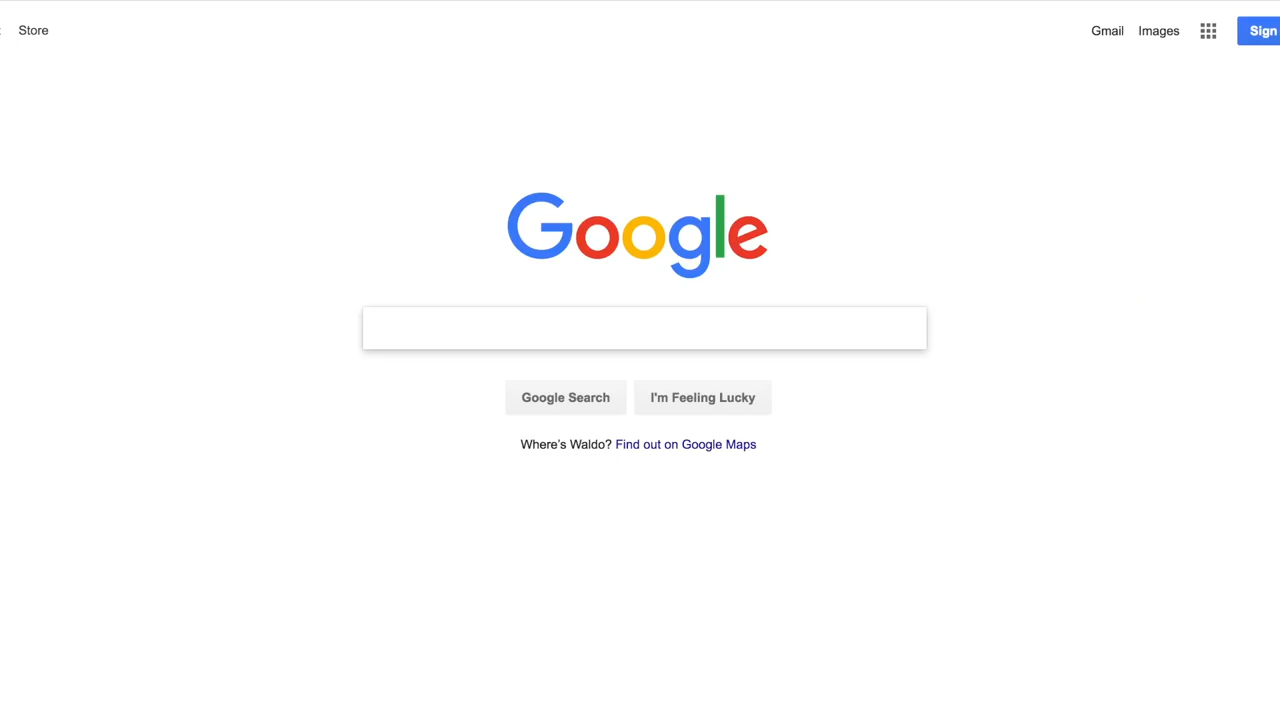 Store
Gmail Images
Sign
Google
Google Search I'm Feeling Lucky
Where's Waldo? Find out on Google Maps